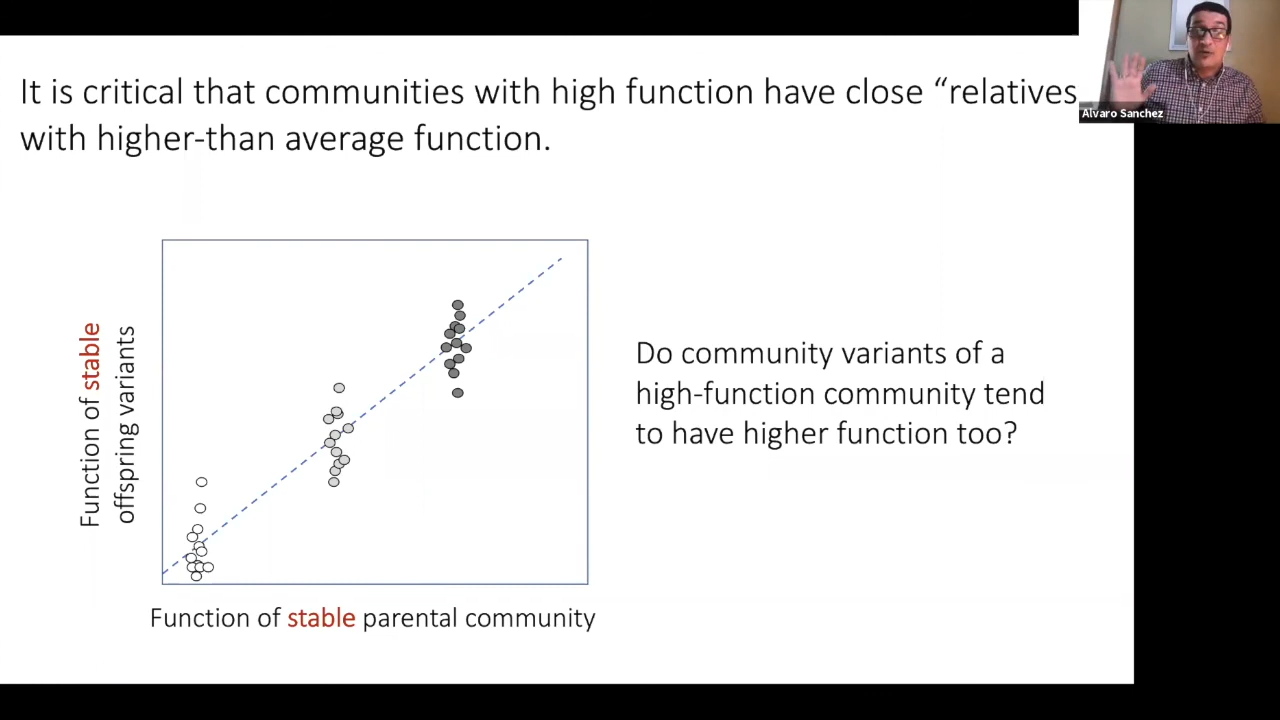 It is critical that communities with high function have close “relatives
with higher-than average function.
Alvaro Sanchez
Function of stable
offspring variants
Do community variants of a
high-function community tend
to have higher function too?
Function of stable parental community